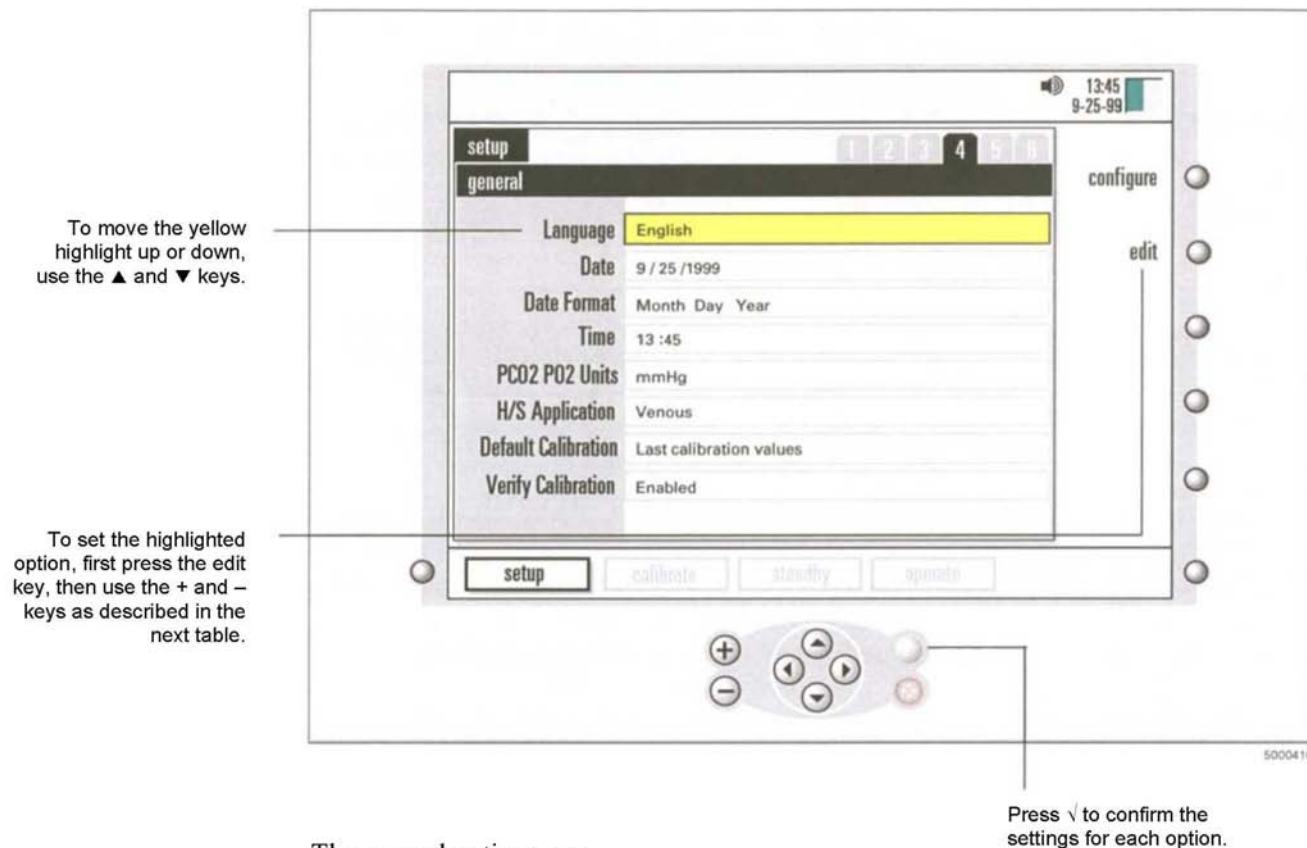 13:45
9-25-99
setup
1 2 3 4 5 6
general
configure
To move the yellow
highlight up or down,
use the ▲ and ▼ keys.
Language English
edit
Date 9 / 25 /1999
Date Format Month Day Year
Time 13 :45
PCO2 PO2 Units mmHg
H/S Application Venous
Default Calibration Last calibration values
Verify Calibration Enabled
To set the highlighted
option, first press the edit
key, then use the + and –
keys as described in the
next table.
setup calibrate standby operate
+
–
Press √ to confirm the
settings for each option.